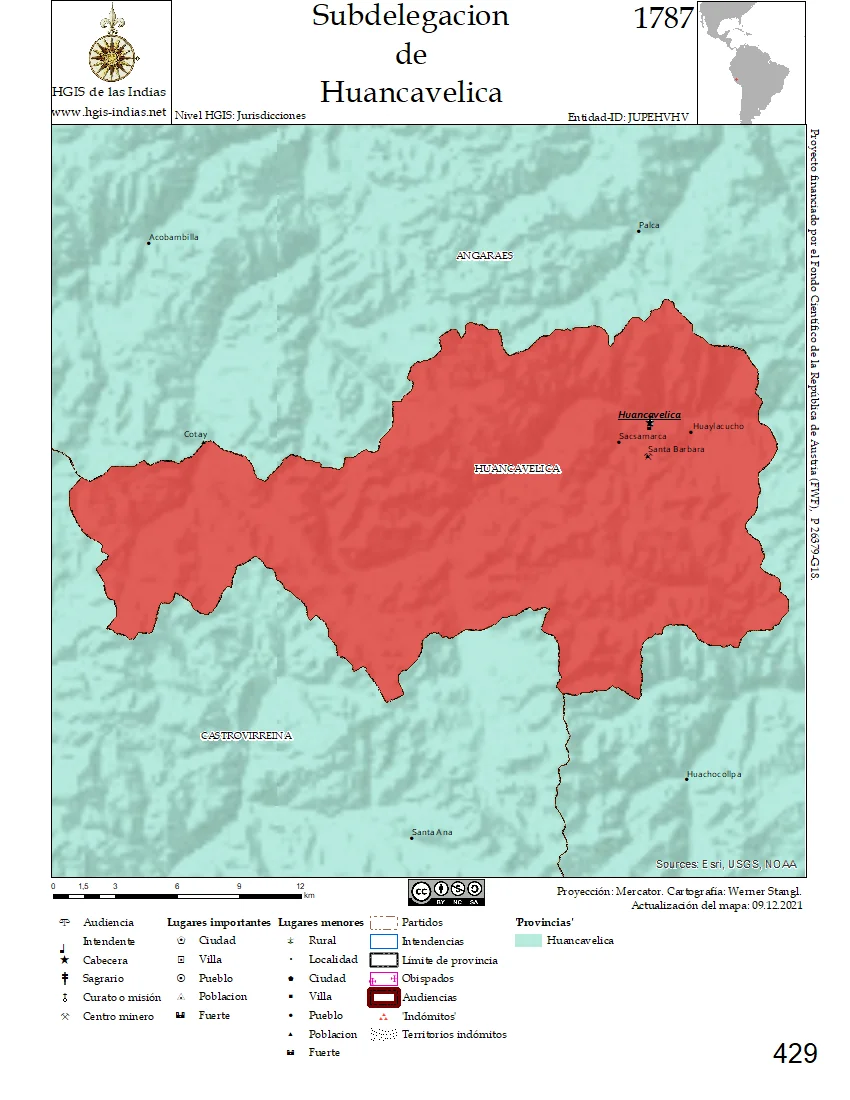 Subdelegacion
de
Huancavelica
1787
HGIS de las Indias
www.hgis-indias.net
Nivel HGIS: Jurisdicciones
Entidad-ID: JUPEHVHV
Proyecto financiado por el Fondo Científico de la República de Austria (FWF), P 26379-G18.
Acobambilla
Palca
ANGARAES
Huancavelica
Huaylacucho
Cotay
Sacsamarca
Santa Barbara
HUANCAVELICA
CASTROVIRREINA
Huachocollpa
Santa Ana
Sources: Esri, USGS, NOAA
0 1,5 3 6 9 12
km
CC BY NC SA
Proyección: Mercator. Cartografía: Werner Stangl.
Actualización del mapa: 09.12.2021
Audiencia
Intendente
Cabecera
Sagrario
Curato o misión
Centro minero
Lugares importantes
Ciudad
Villa
Pueblo
Poblacion
Fuerte
Lugares menores
Rural
Localidad
Ciudad
Villa
Pueblo
Poblacion
Fuerte
Partidos
Intendencias
Límite de provincia
Obispados
Audiencias
'Indómitos'
Territorios indómitos
'Provincias'
Huancavelica
429